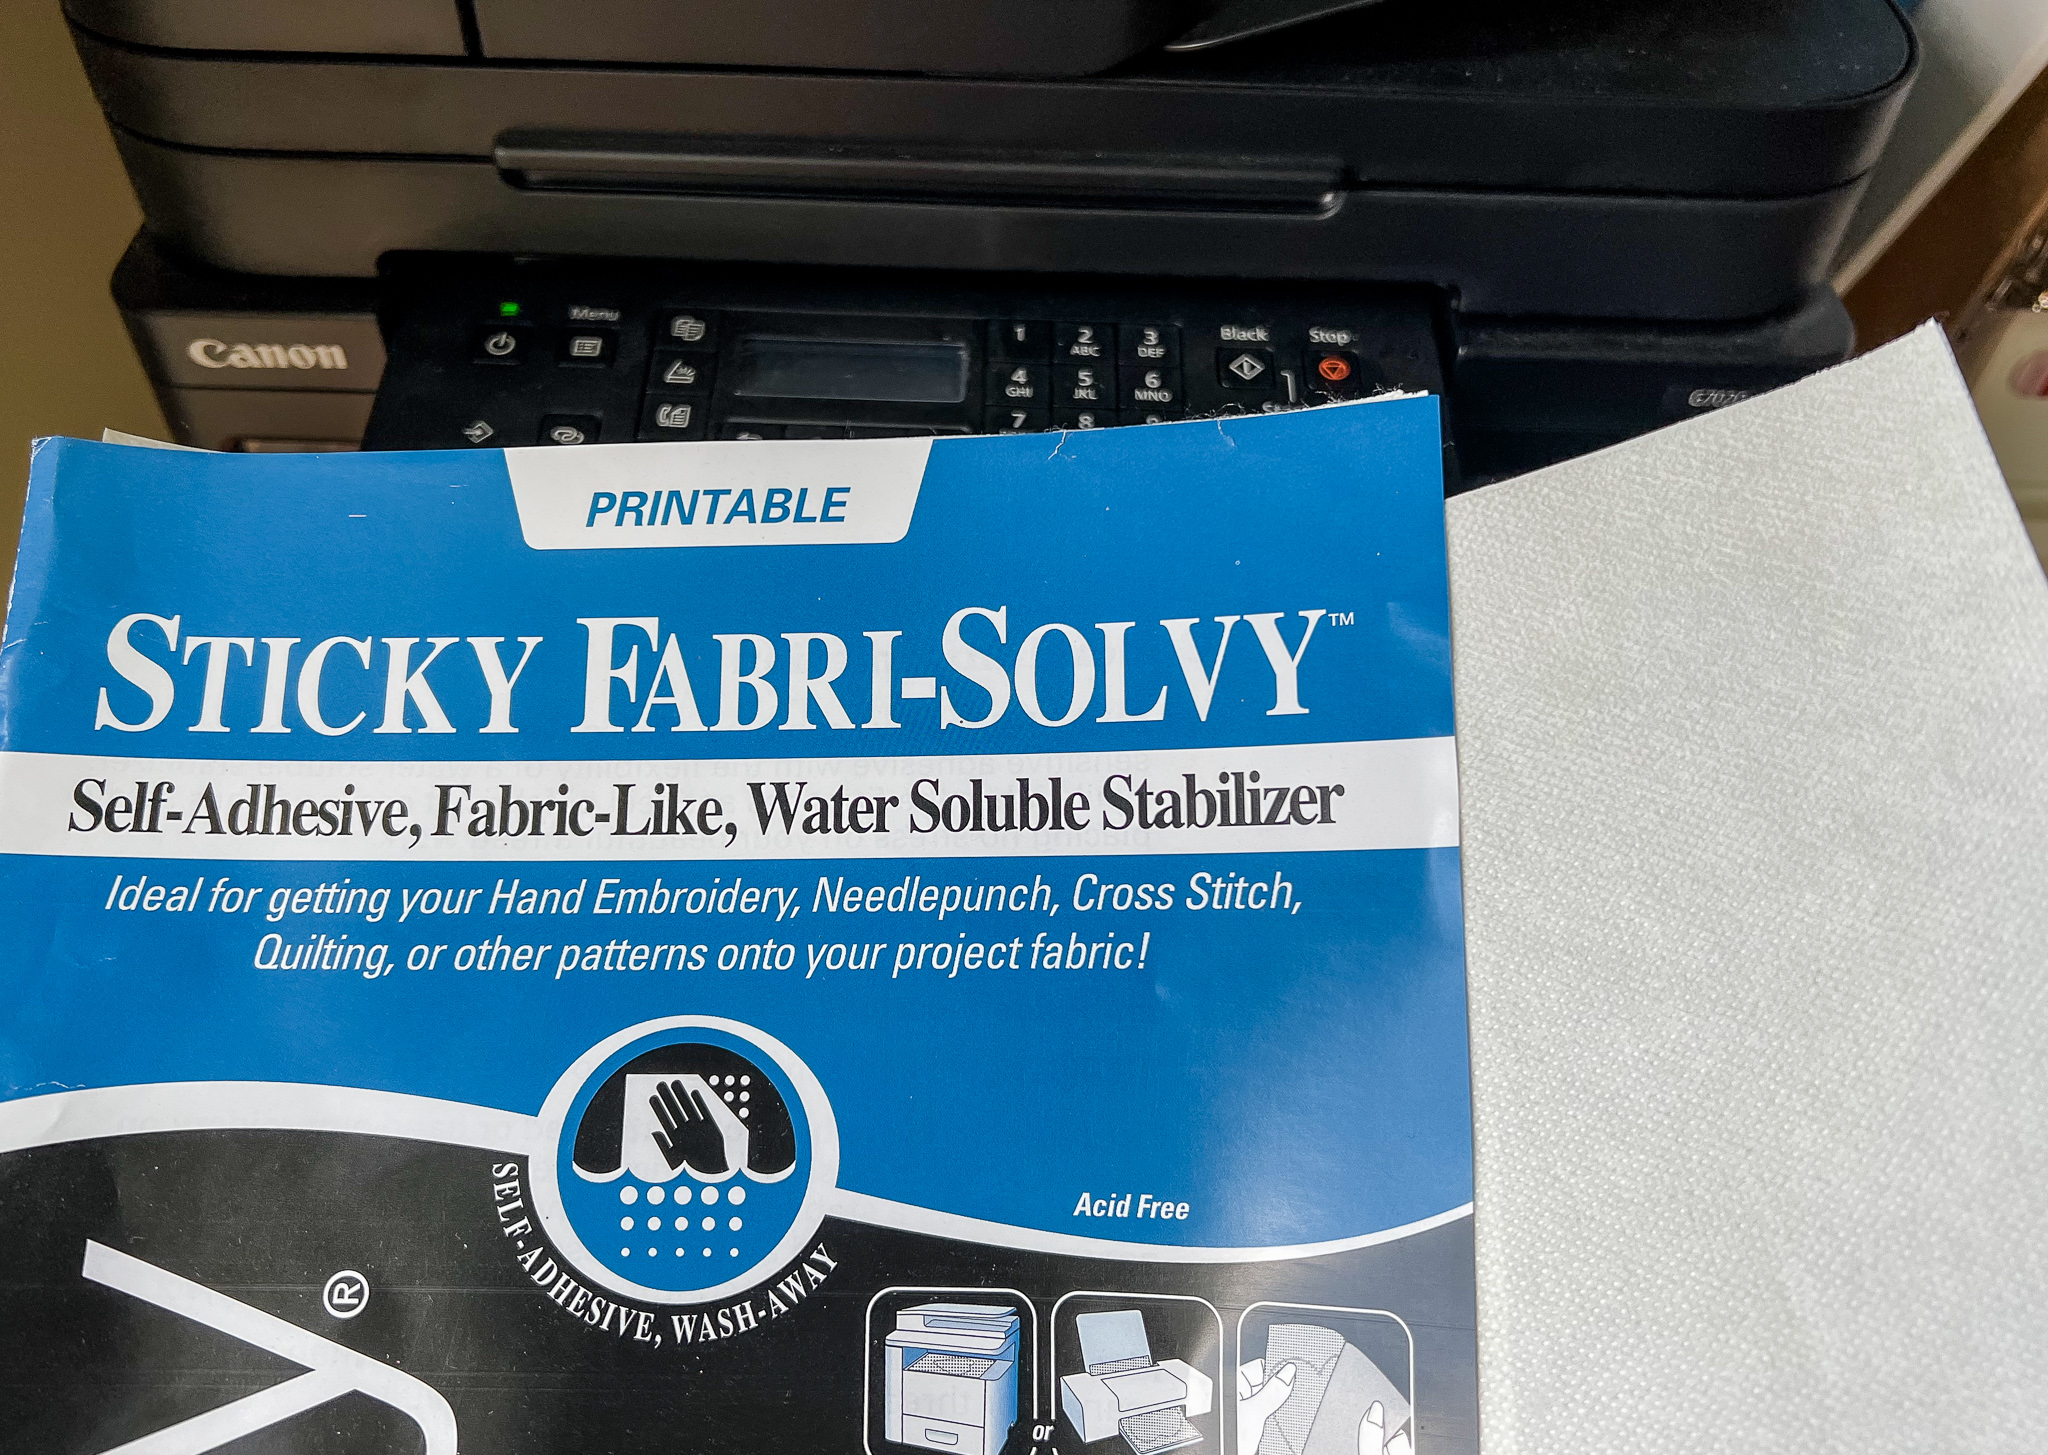 Canon
Menu
1
2
ABC
3
DEF
4
GHI
5
JKL
6
MNO
7
8
Black
Stop
PRINTABLE
STICKY FABRI-SOLVY™
Self-Adhesive, Fabric-Like, Water Soluble Stabilizer
Ideal for getting your Hand Embroidery, Needlepunch, Cross Stitch,
Quilting, or other patterns onto your project fabric!
SELF-ADHESIVE, WASH-AWAY
Acid Free
y®
or